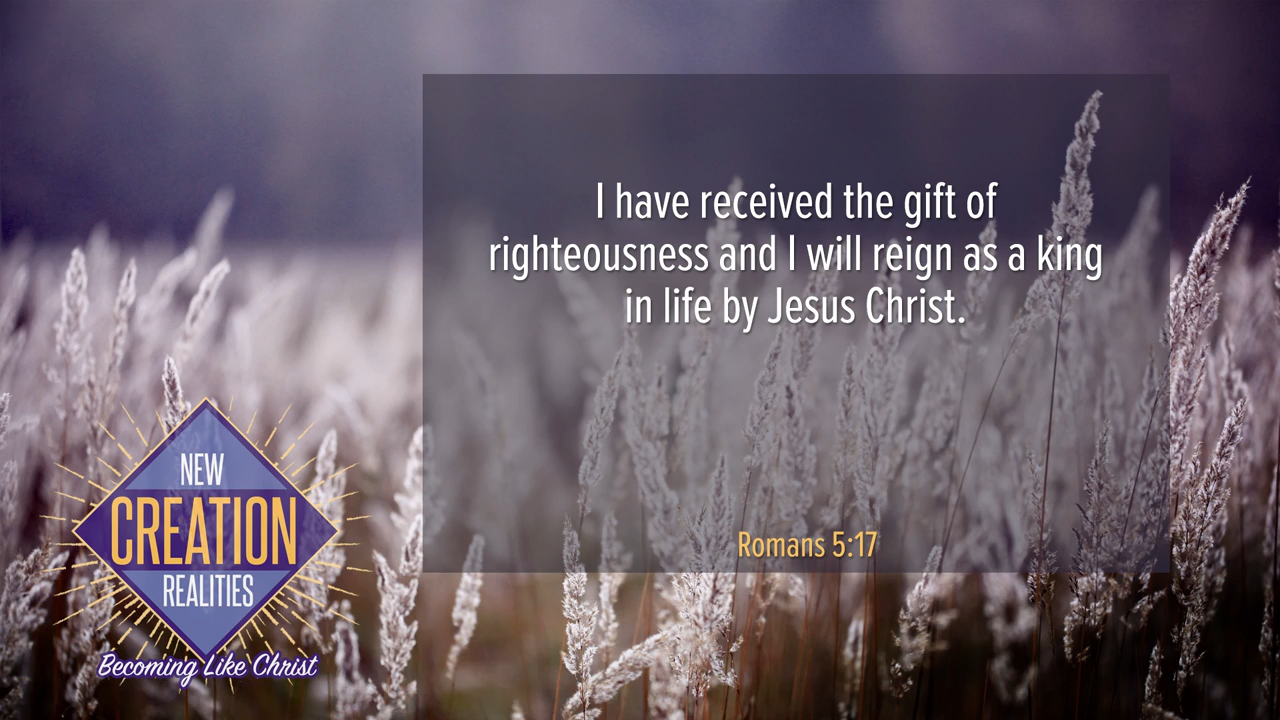 I have received the gift of
righteousness and I will reign as a king
in life by Jesus Christ.
Romans 5:17
NEW
CREATION
REALITIES
Becoming Like Christ